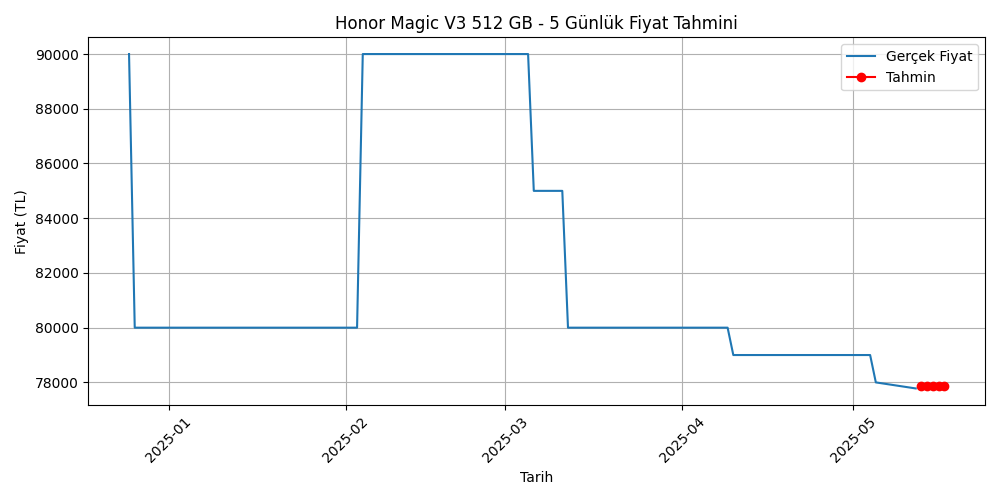 Honor Magic V3 512 GB - 5 Günlük Fiyat Tahmini
Gerçek Fiyat
Tahmin
Fiyat (TL)
90000
88000
86000
84000
82000
80000
78000
2025-01
2025-02
2025-03
2025-04
2025-05
Tarih